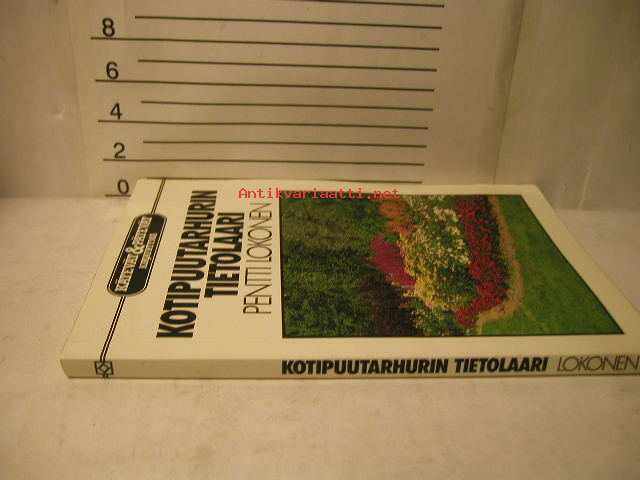 8
6
4
2
0
Antikvariaatti.net
KOTIPUUTARHURIN
TIETOLAARI
PENTTI LOKONEN
KOTIPUUTARHURIN TIETOLAARI LOKONEN